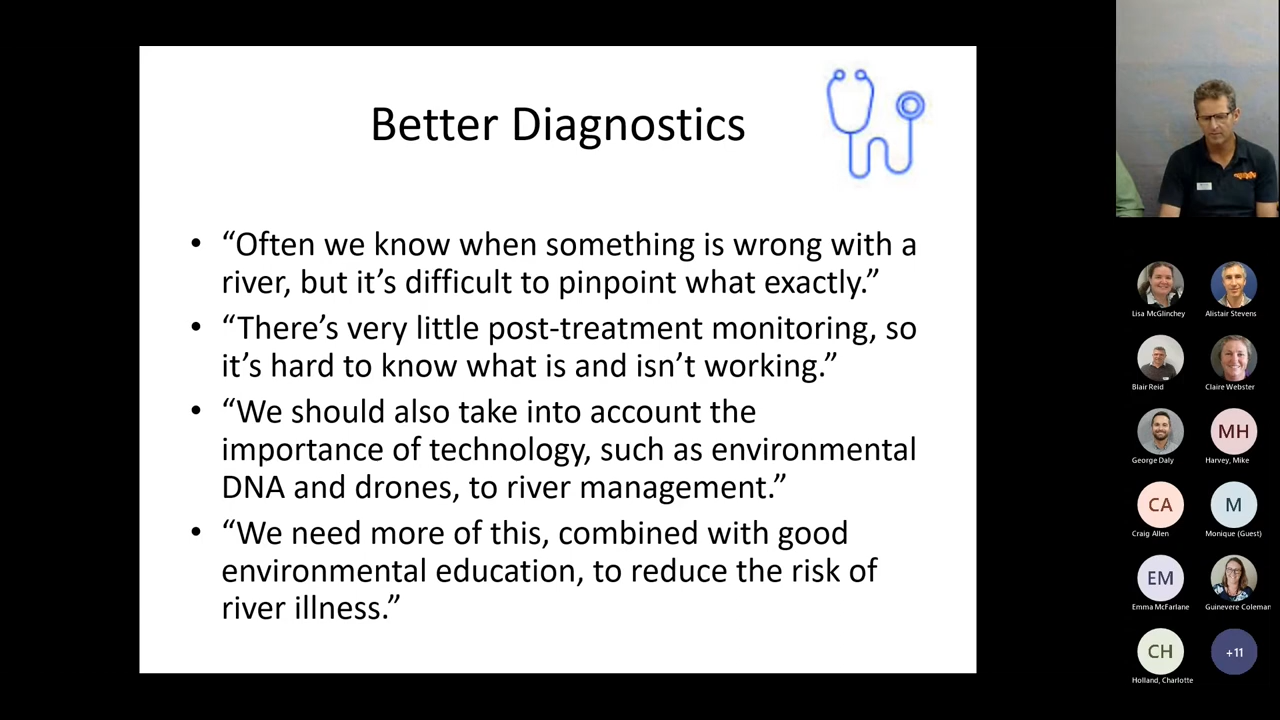 Better Diagnostics
• “Often we know when something is wrong with a
river, but it’s difficult to pinpoint what exactly.”
• “There’s very little post-treatment monitoring, so
it’s hard to know what is and isn’t working.”
• “We should also take into account the
importance of technology, such as environmental
DNA and drones, to river management.”
• “We need more of this, combined with good
environmental education, to reduce the risk of
river illness.”
Lisa McGlinchey
Alistair Stevens
Blair Reid
Claire Webster
George Daly
MH
Harvey, Mike
CA
Craig Allen
M
Monique (Guest)
EM
Emma McFarlane
Guinevere Coleman
CH
Holland, Charlotte
+11